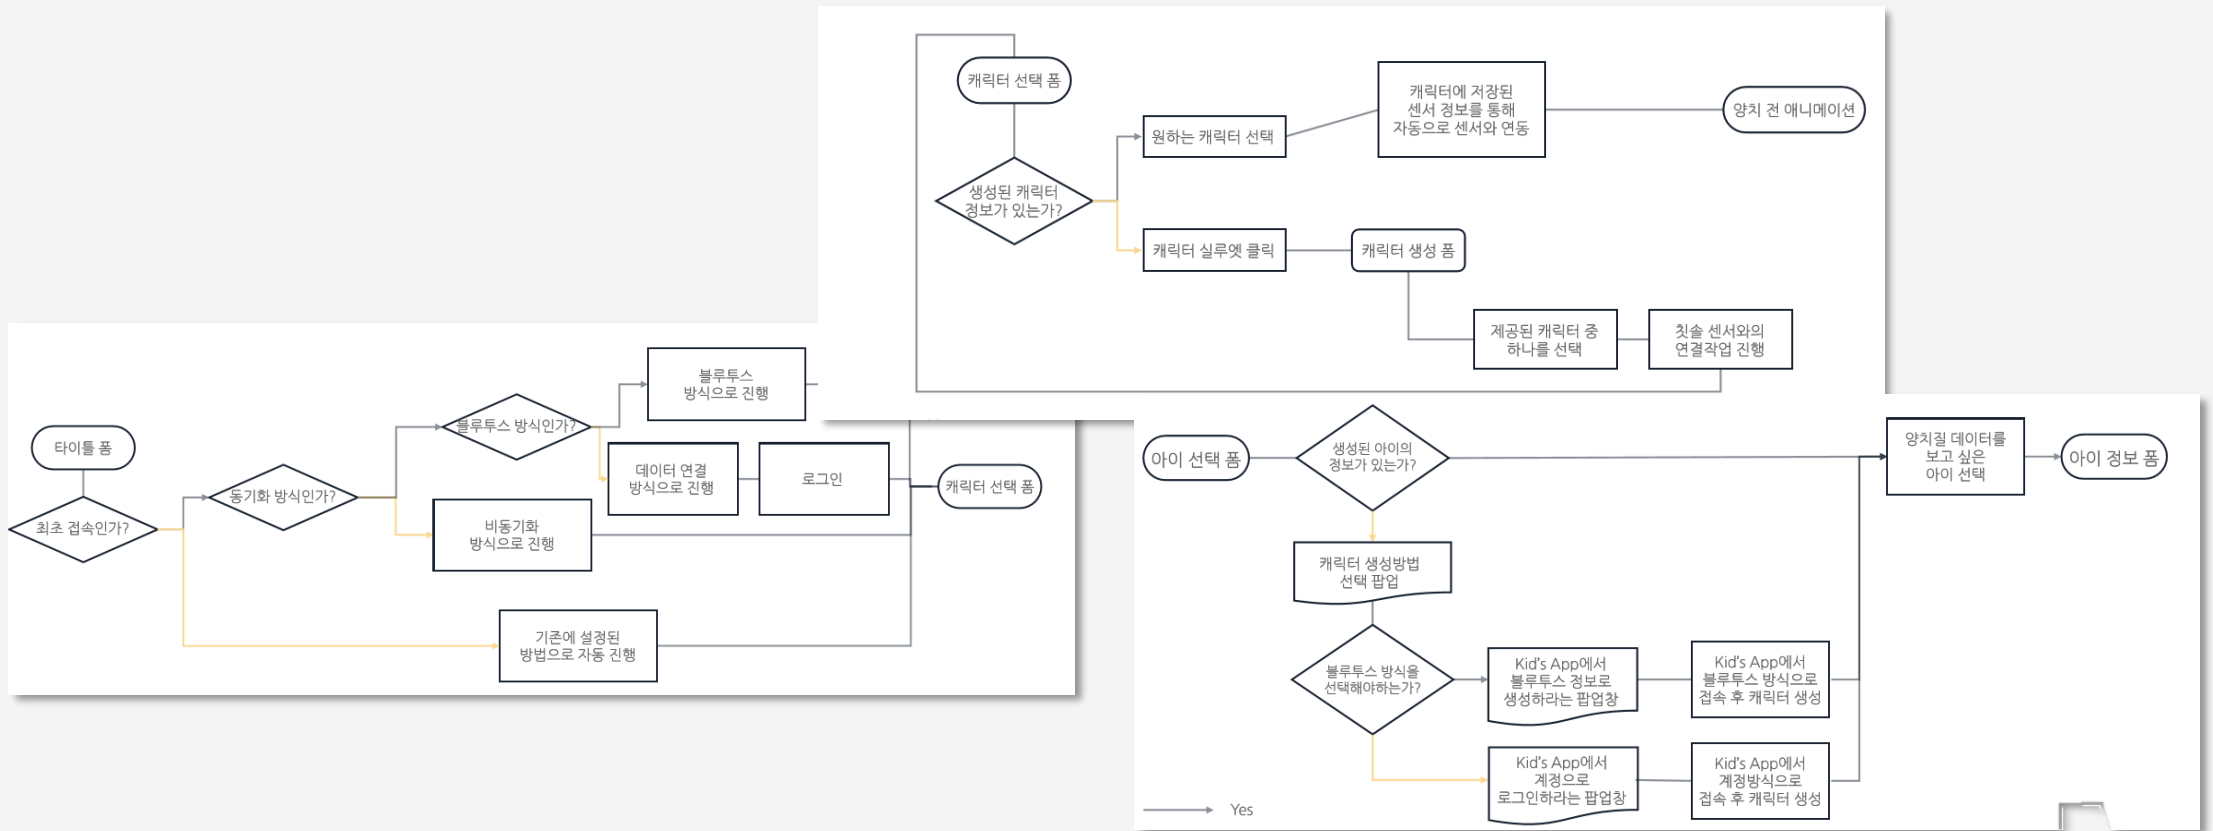 캐릭터 선택 폼
생성된 캐릭터
정보가 있는가?
원하는 캐릭터 선택
캐릭터에 저장된
센서 정보를 통해
자동으로 센서와 연동
양치 전 애니메이션
캐릭터 실루엣 클릭
캐릭터 생성 폼
제공된 캐릭터 중
하나를 선택
칫솔 센서와의
연결작업 진행
타이틀 폼
최초 접속인가?
동기화 방식인가?
블루투스 방식인가?
블루투스
방식으로 진행
데이터 연결
방식으로 진행
로그인
비동기화
방식으로 진행
기존에 설정된
방법으로 자동 진행
캐릭터 선택 폼
아이 선택 폼
생성된 아이의
정보가 있는가?
양치질 데이터를
보고 싶은
아이 선택
아이 정보 폼
캐릭터 생성방법
선택 팝업
블루투스 방식을
선택해야하는가?
Kid's App에서
블루투스 정보로
생성하라는 팝업창
Kid's App에서
블루투스 방식으로
접속 후 캐릭터 생성
Kid's App에서
계정으로
로그인하라는 팝업창
Kid's App에서
계정방식으로
접속 후 캐릭터 생성
Yes